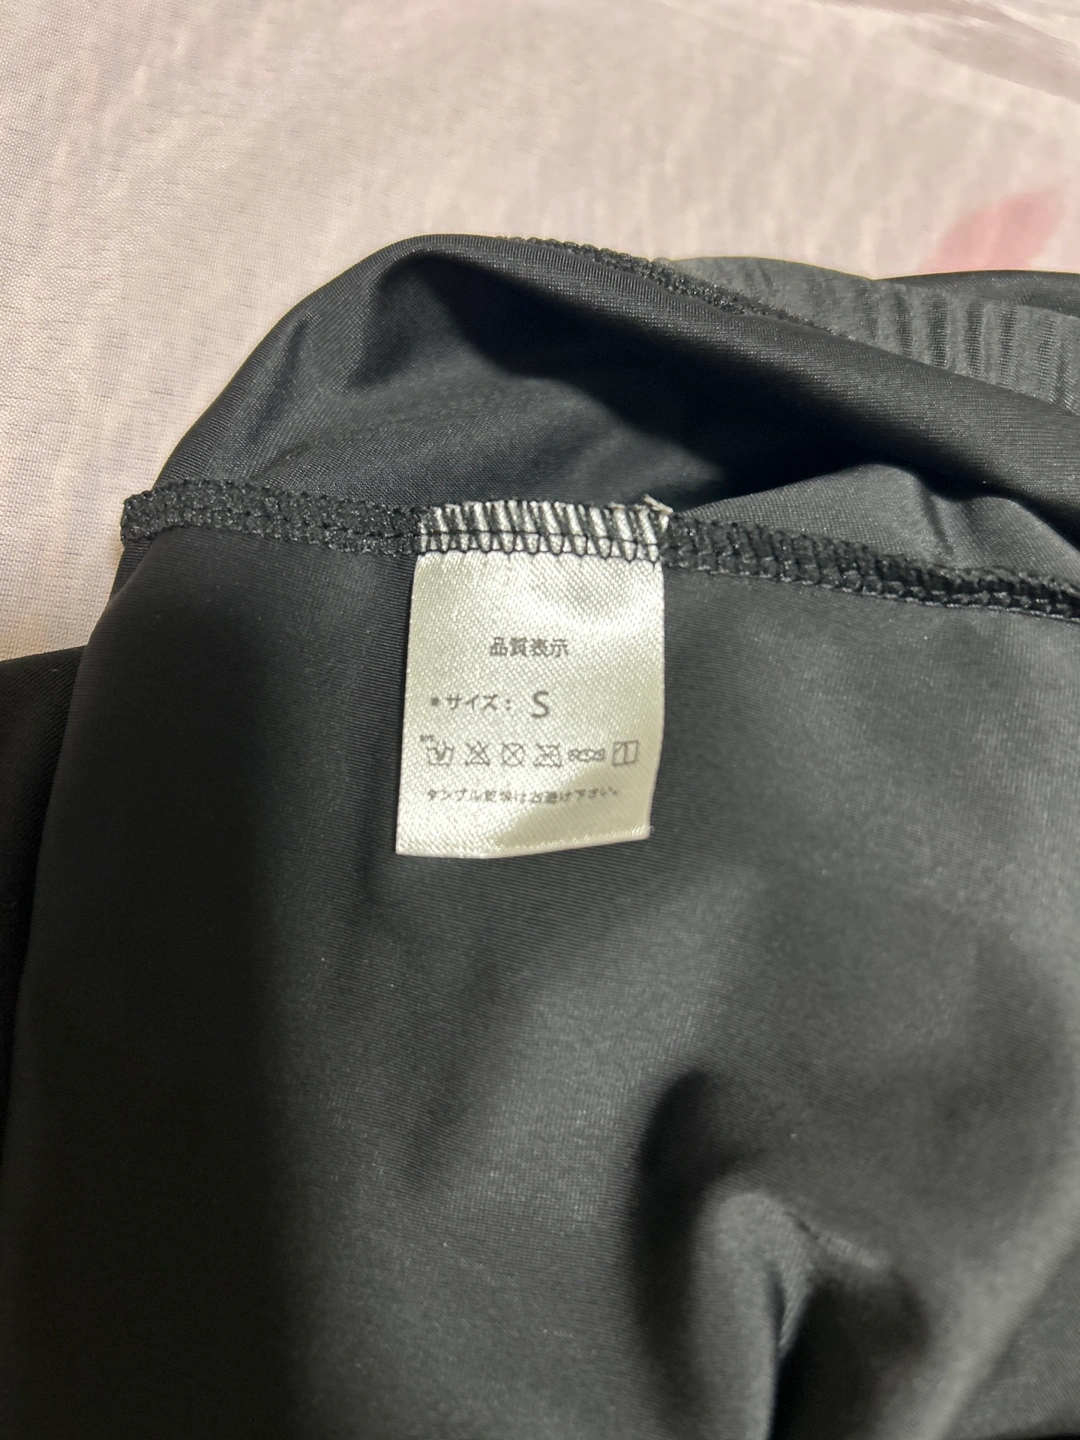 品質表示
*サイズ: S
タンブル乾燥はお避け下さい。